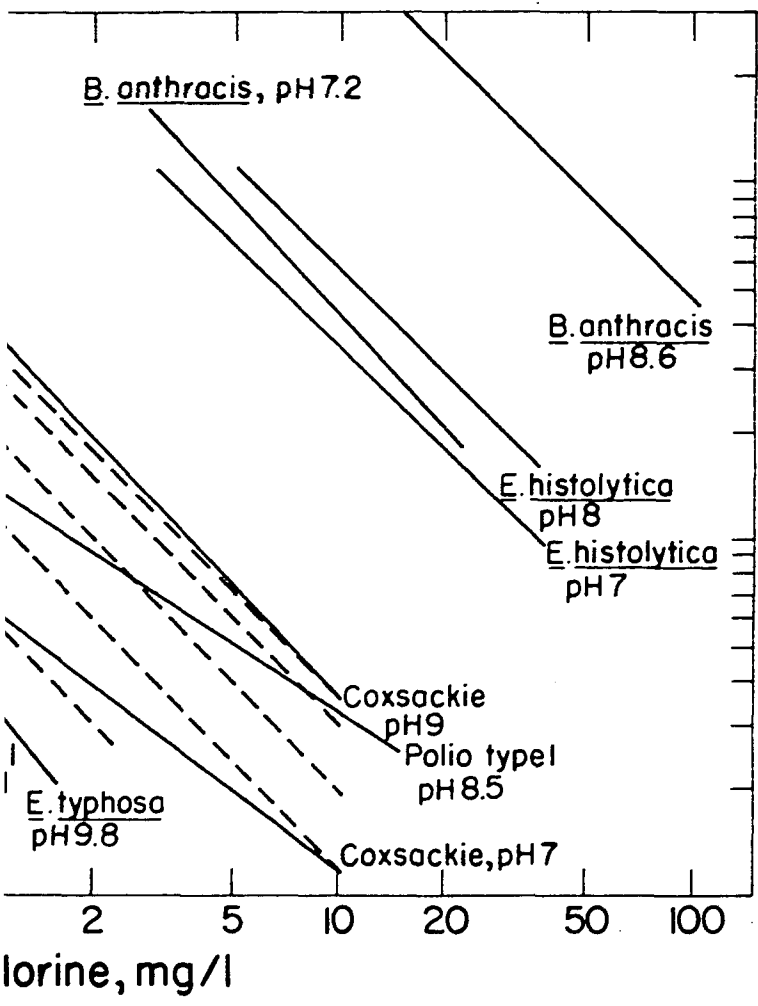 B. anthracis, pH 7.2
B. anthracis
pH 8.6
E. histolytica
pH 8
E. histolytica
pH 7
Coxsackie
pH 9
Polio type I
pH 8.5
E. typhosa
pH 9.8
Coxsackie, pH 7
2 5 10 20 50 100
lorine, mg/l